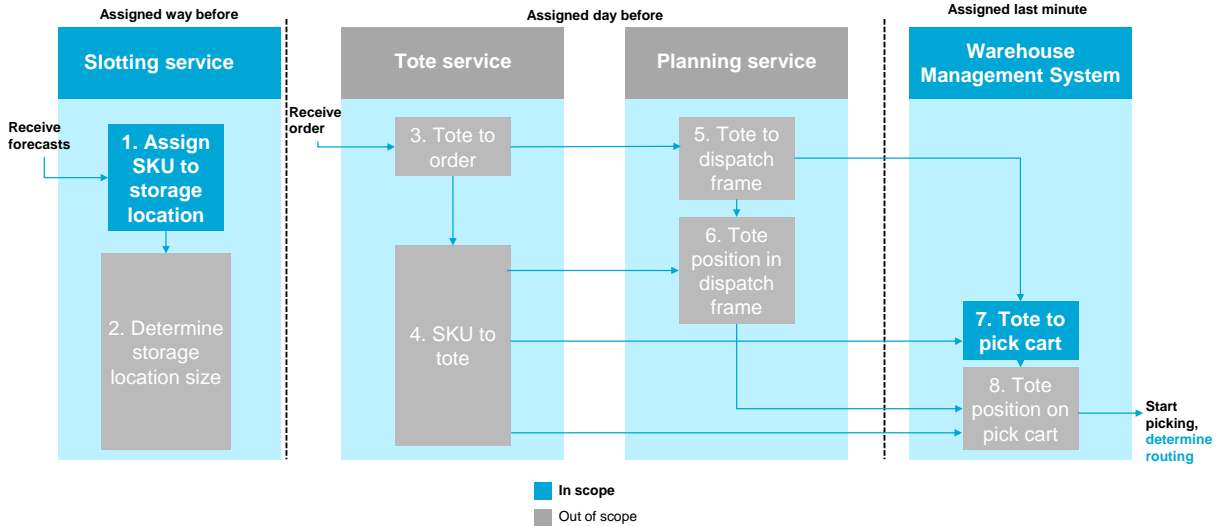 Assigned way before
Assigned day before
Assigned last minute
Slotting service
Tote service
Planning service
Warehouse
Management System
Receive
forecasts
1. Assign
SKU to
storage
location
2. Determine
storage
location size
Receive
order
3. Tote to
order
4. SKU to
tote
5. Tote to
dispatch
frame
6. Tote
position in
dispatch
frame
7. Tote to
pick cart
8. Tote
position on
pick cart
Start
picking,
determine
routing
In scope
Out of scope